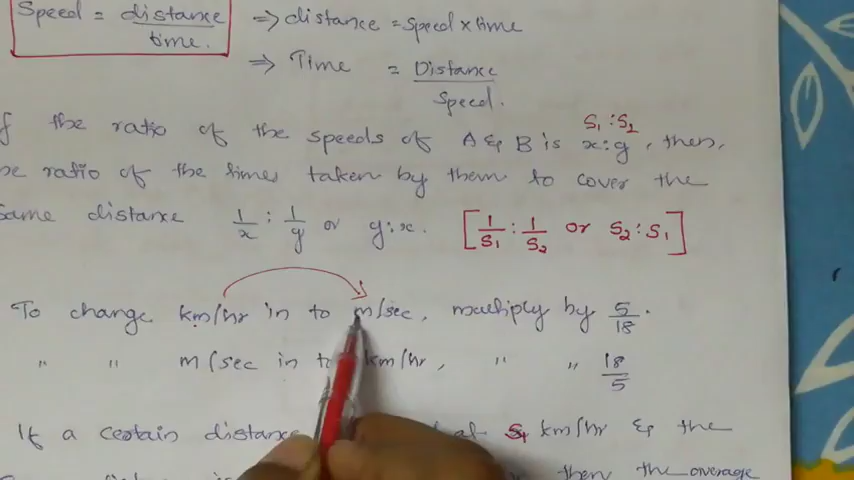 Speed = distance/time. ⇒ distance = Speed × time
⇒ Time = Distance/Speed.
f the ratio of the speeds of A & B is x:y, then, S₁:S₂
he ratio of the times taken by them to cover the
Same distance 1/x : 1/y or y:x. [1/S₁ : 1/S₂ or S₂:S₁]
To change km/hr in to m/sec, multiply by 5/18.
" " m/sec in to km/hr, " " 18/5
If a certain distance at S₁ km/hr & the
then the average